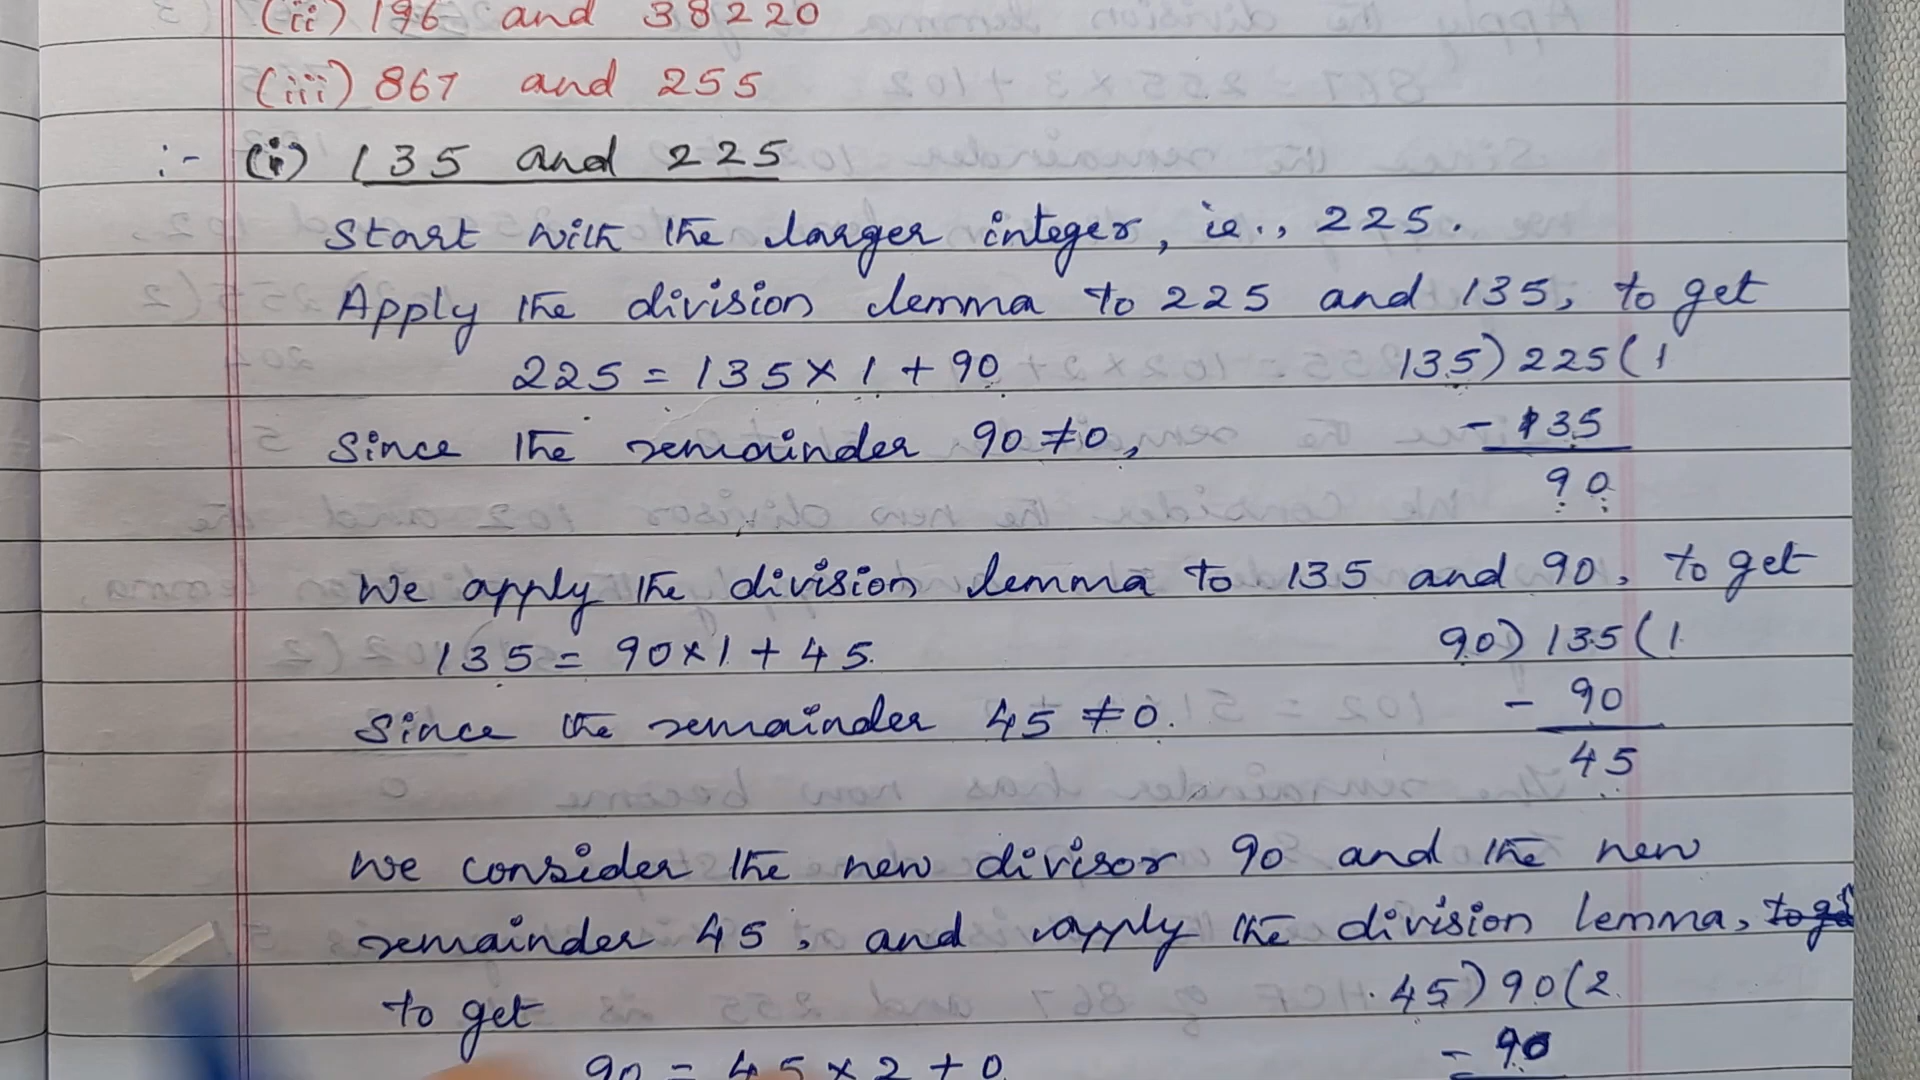 (ii) 196 and 38220
(iii) 867 and 255
:- (i) 135 and 225
Start with the larger integer, ie., 225.
Apply the division lemma to 225 and 135, to get
225 = 135 × 1 + 90
135) 225 ( 1
Since the remainder 90 ≠ 0,
- 135
90
We apply the division lemma to 135 and 90, to get
135 = 90 × 1 + 45.
90) 135 ( 1
Since the remainder 45 ≠ 0.
- 90
45
We consider the new divisor 90 and the new
remainder 45, and apply the division lemma,
to get
45) 90 ( 2
90 = 45 × 2 + 0
- 90